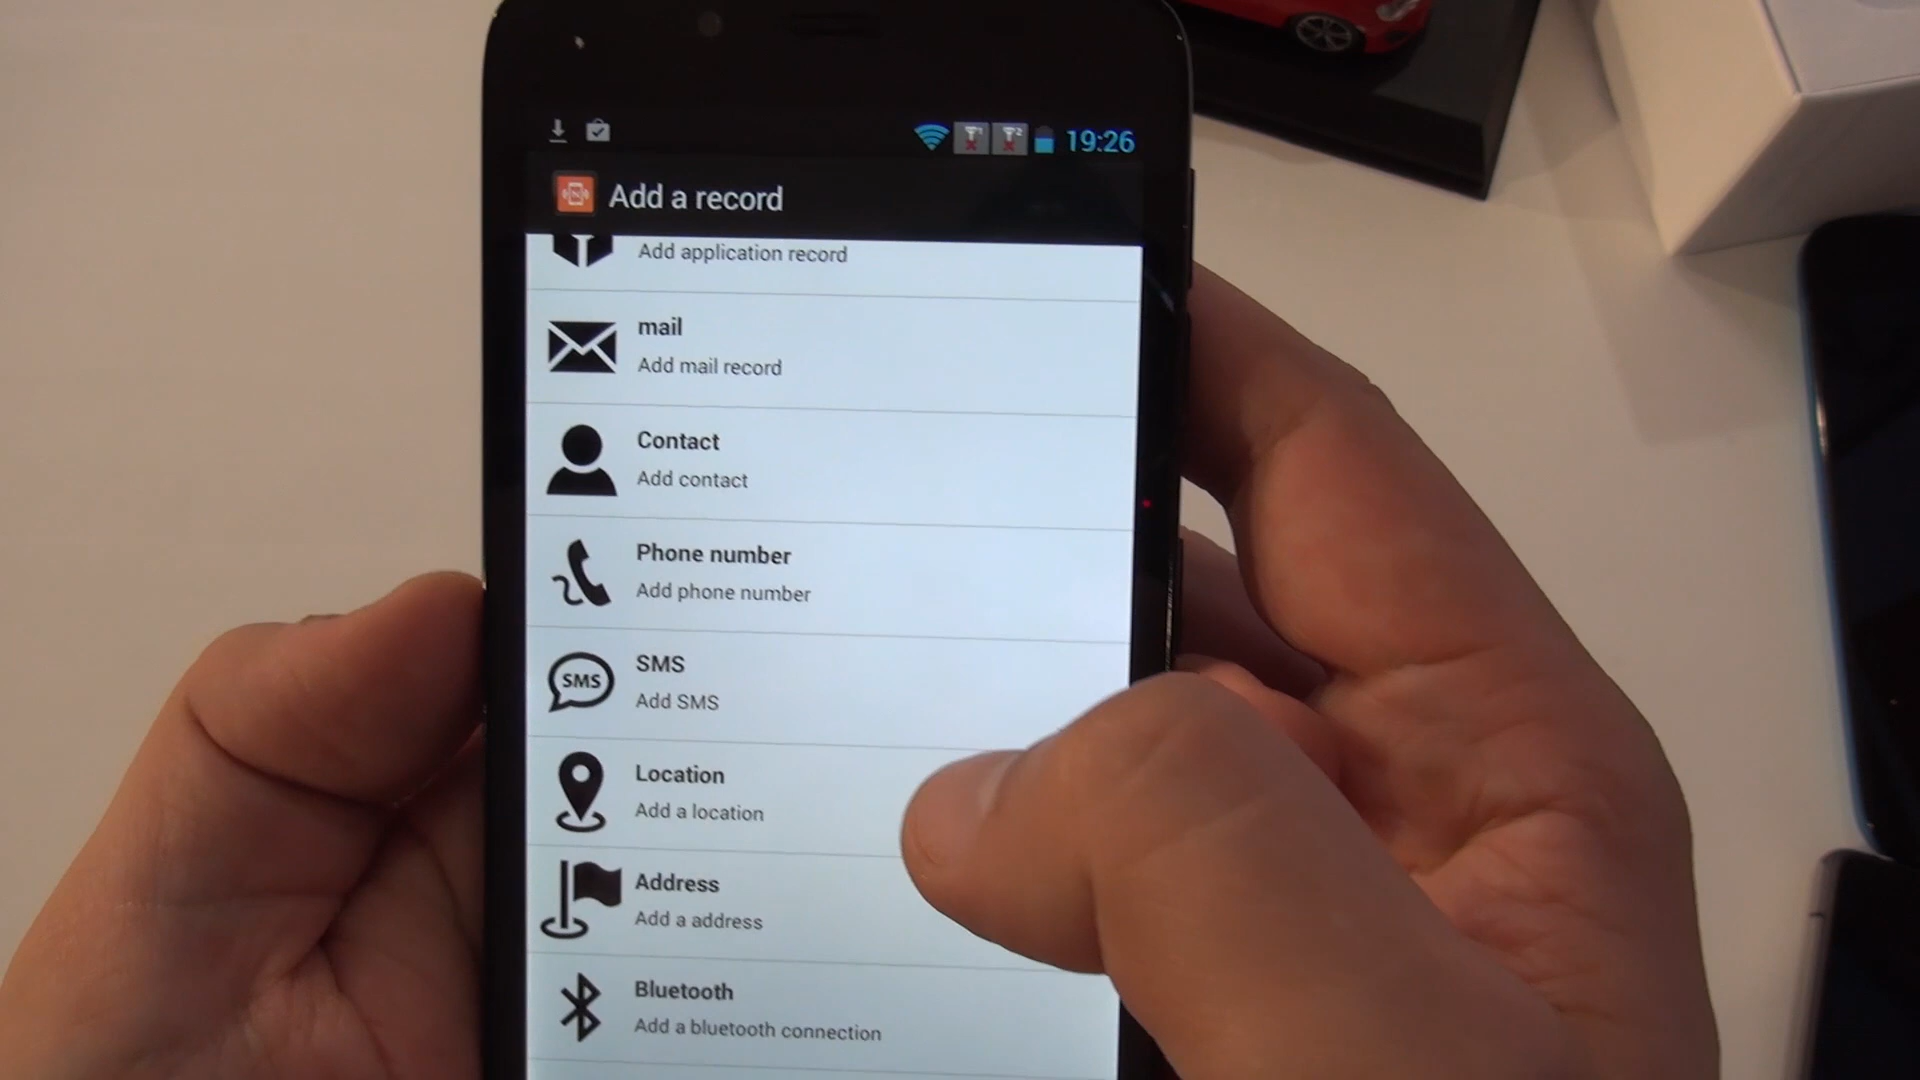 19:26
Add a record
Add application record
mail
Add mail record
Contact
Add contact
Phone number
Add phone number
SMS
SMS
Add SMS
Location
Add a location
Address
Add a address
Bluetooth
Add a bluetooth connection